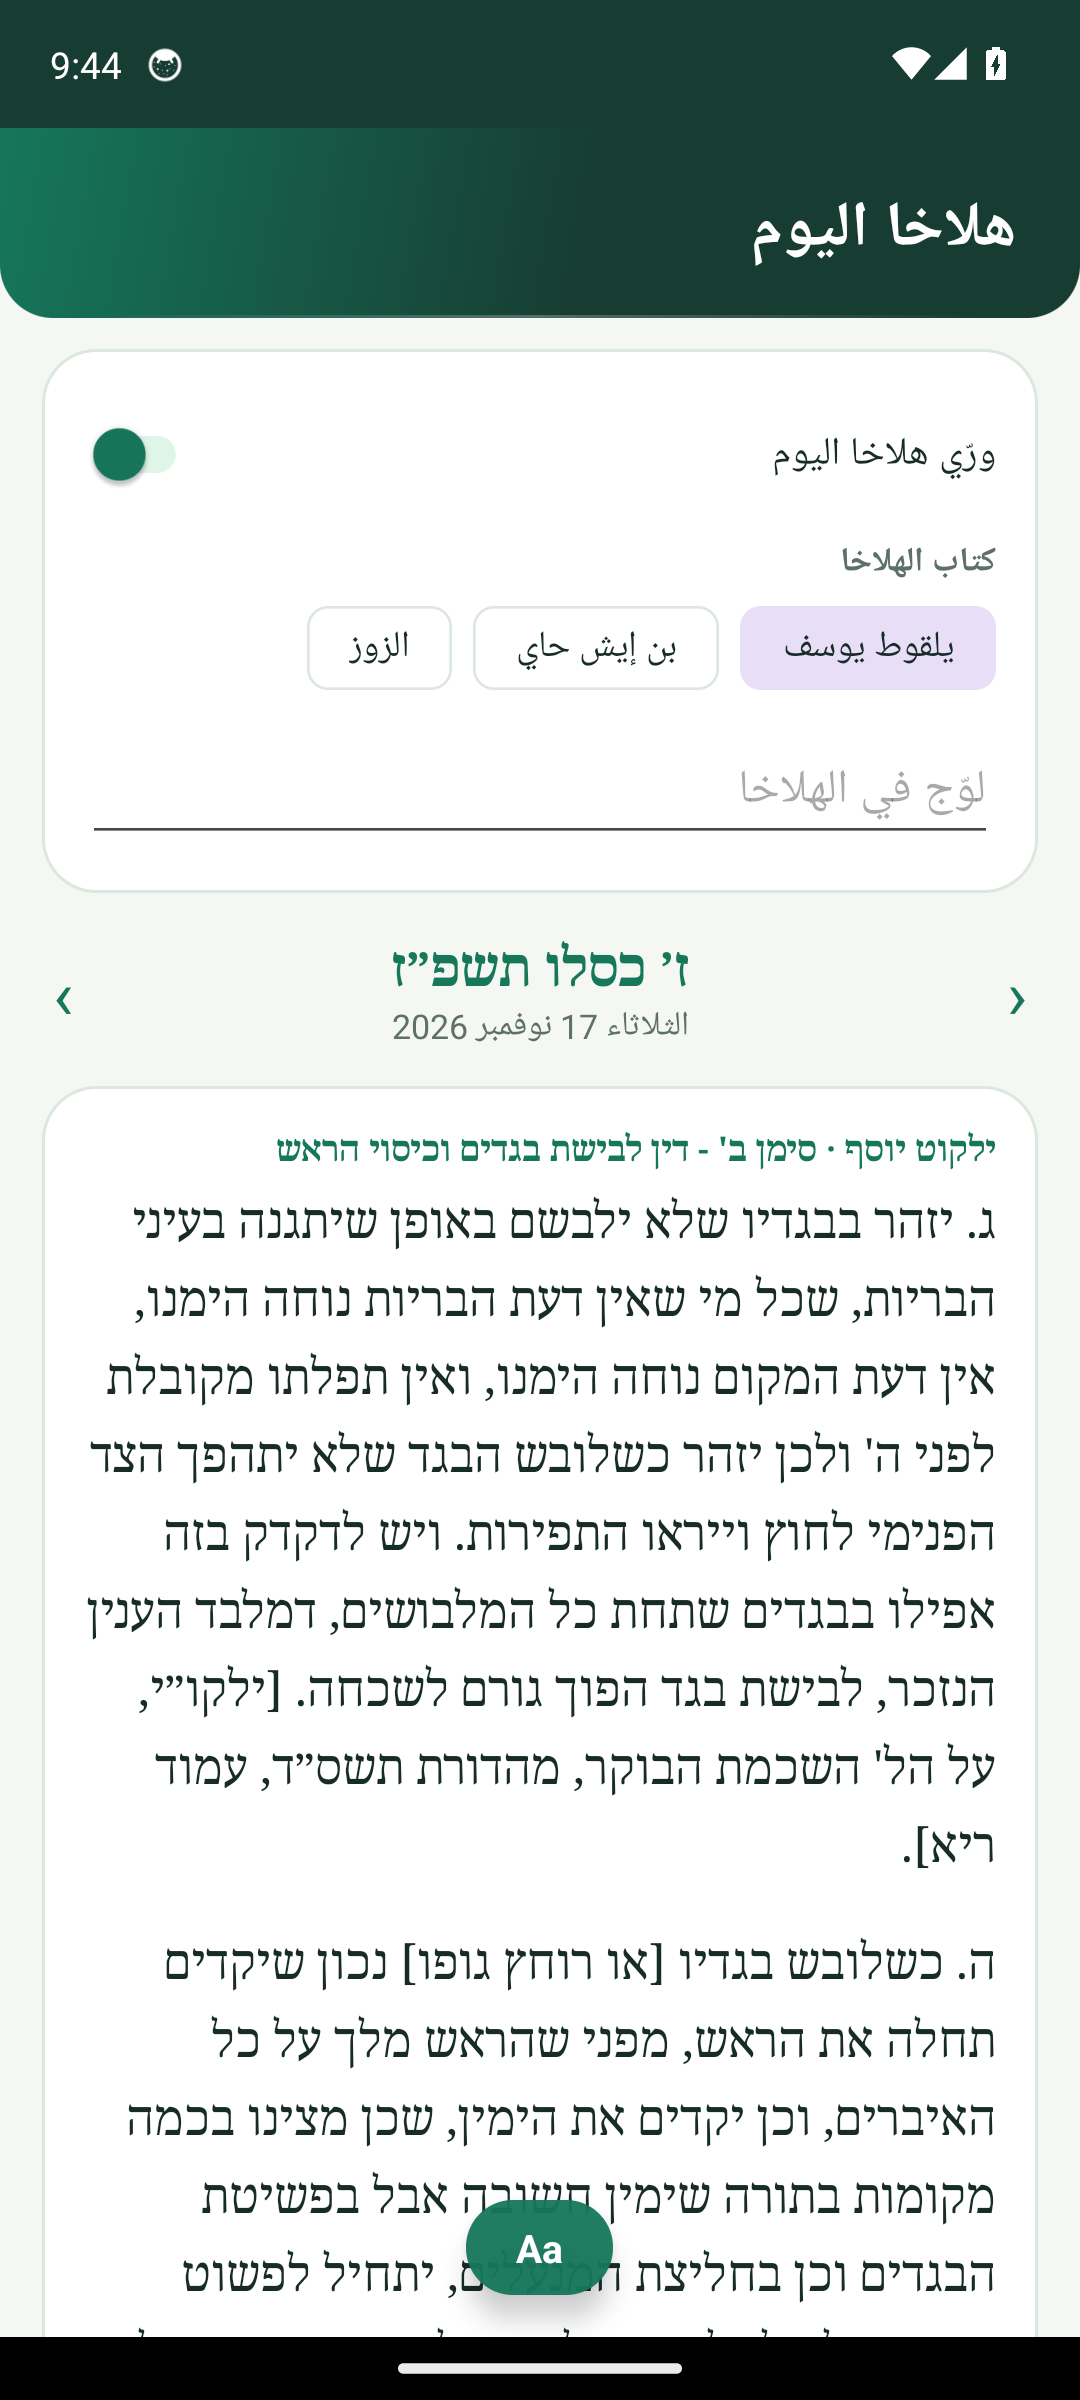 9:44
هلاخا اليوم
ورّي هلاخا اليوم
كتاب الهلاخا
يلقوط يوسف
بن إيش حاي
الزوز
لوّج في الهلاخا
ז׳ כסלו תשפ״ז
الثلاثاء 17 نوفمبر 2026
ילקוט יוסף · סימן ב' - דין לבישת בגדים וכיסוי הראש
ג. יזהר בבגדיו שלא ילבשם באופן שיתגנה בעיני
הבריות, שכל מי שאין דעת הבריות נוחה הימנו,
אין דעת המקום נוחה הימנו, ואין תפלתו מקובלת
לפני ה' ולכן יזהר כשלובש הבגד שלא יתהפך הצד
הפנימי לחוץ וייראו התפירות. ויש לדקדק בזה
אפילו בבגדים שתחת כל המלבושים, דמלבד הענין
הנזכר, לבישת בגד הפוך גורם לשכחה. [ילקו״י,
על הל' השכמת הבוקר, מהדורת תשס״ד, עמוד
ריא].
ה. כשלובש בגדיו [או רוחץ גופו] נכון שיקדים
תחלה את הראש, מפני שהראש מלך על כל
האיברים, וכן יקדים את הימין, שכן מצינו בכמה
מקומות בתורה שימין חשובה אבל בפשיטת
הבגדים וכן בחליצת המנעלים, יתחיל לפשוט
Aa